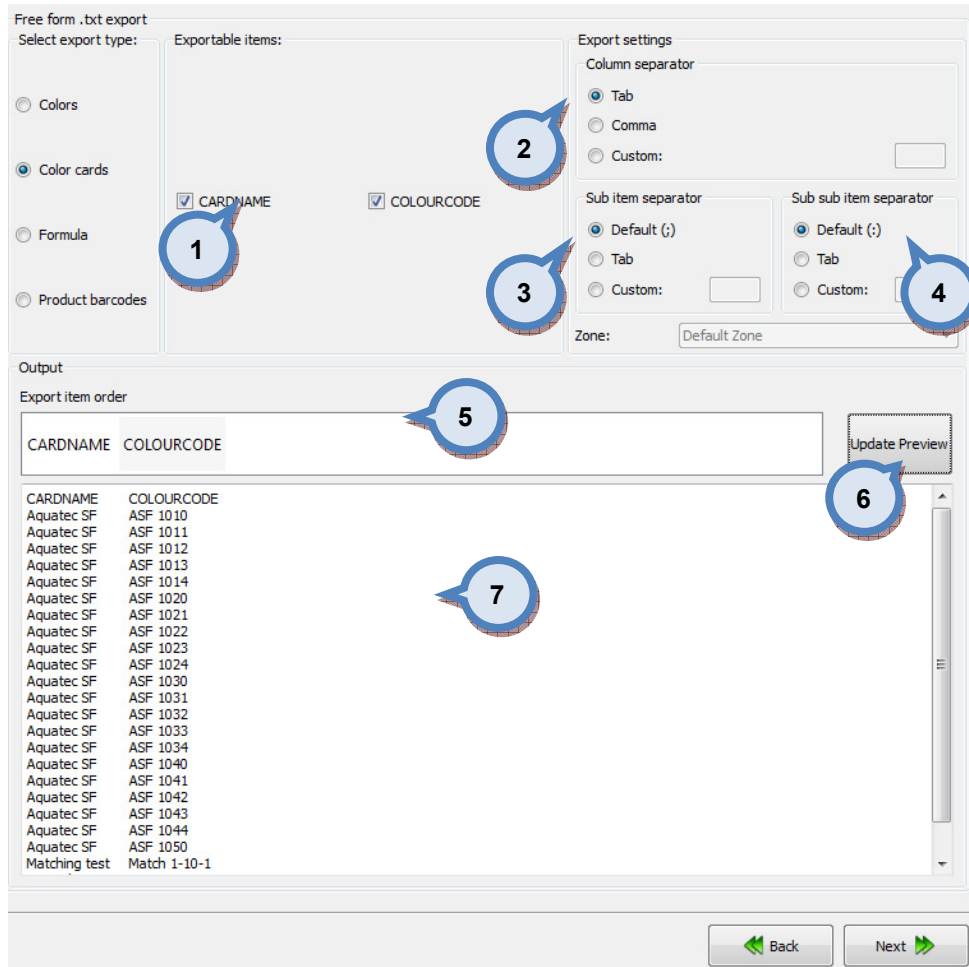 Free form .txt export
Select export type:
Colors
Color cards
Formula
Product barcodes
Exportable items:
CARDNAME COLOURCODE
1
Export settings
Column separator
Tab
Comma
Custom:
2
Sub item separator
Default (;)
Tab
Custom:
3
Sub sub item separator
Default (:)
Tab
Custom:
4
Zone: Default Zone
Output
Export item order
5
CARDNAME COLOURCODE
Update Preview
6
CARDNAME COLOURCODE
Aquatec SF ASF 1010
Aquatec SF ASF 1011
Aquatec SF ASF 1012
Aquatec SF ASF 1013
Aquatec SF ASF 1014
Aquatec SF ASF 1020
Aquatec SF ASF 1021
Aquatec SF ASF 1022
Aquatec SF ASF 1023
Aquatec SF ASF 1024
Aquatec SF ASF 1030
Aquatec SF ASF 1031
Aquatec SF ASF 1032
Aquatec SF ASF 1033
Aquatec SF ASF 1034
Aquatec SF ASF 1040
Aquatec SF ASF 1041
Aquatec SF ASF 1042
Aquatec SF ASF 1043
Aquatec SF ASF 1044
Aquatec SF ASF 1050
Matching test Match 1-10-1
7
Back
Next